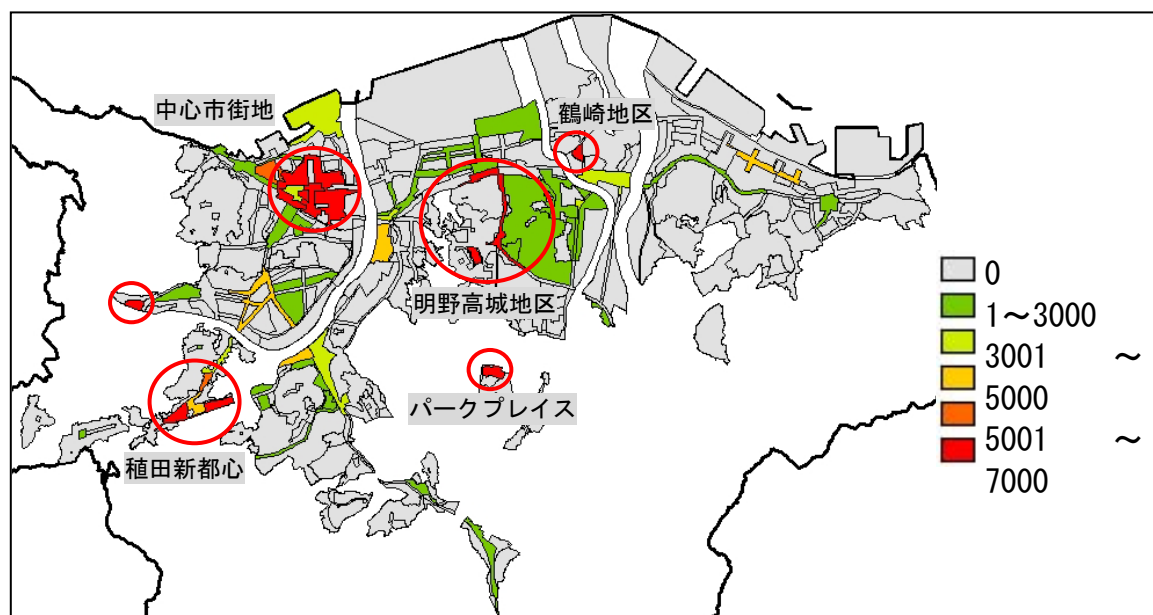 中心市街地
鶴崎地区
明野高城地区
パークプレイス
稙田新都心
0
1～3000
3001 ～
5000
5001 ～
7000